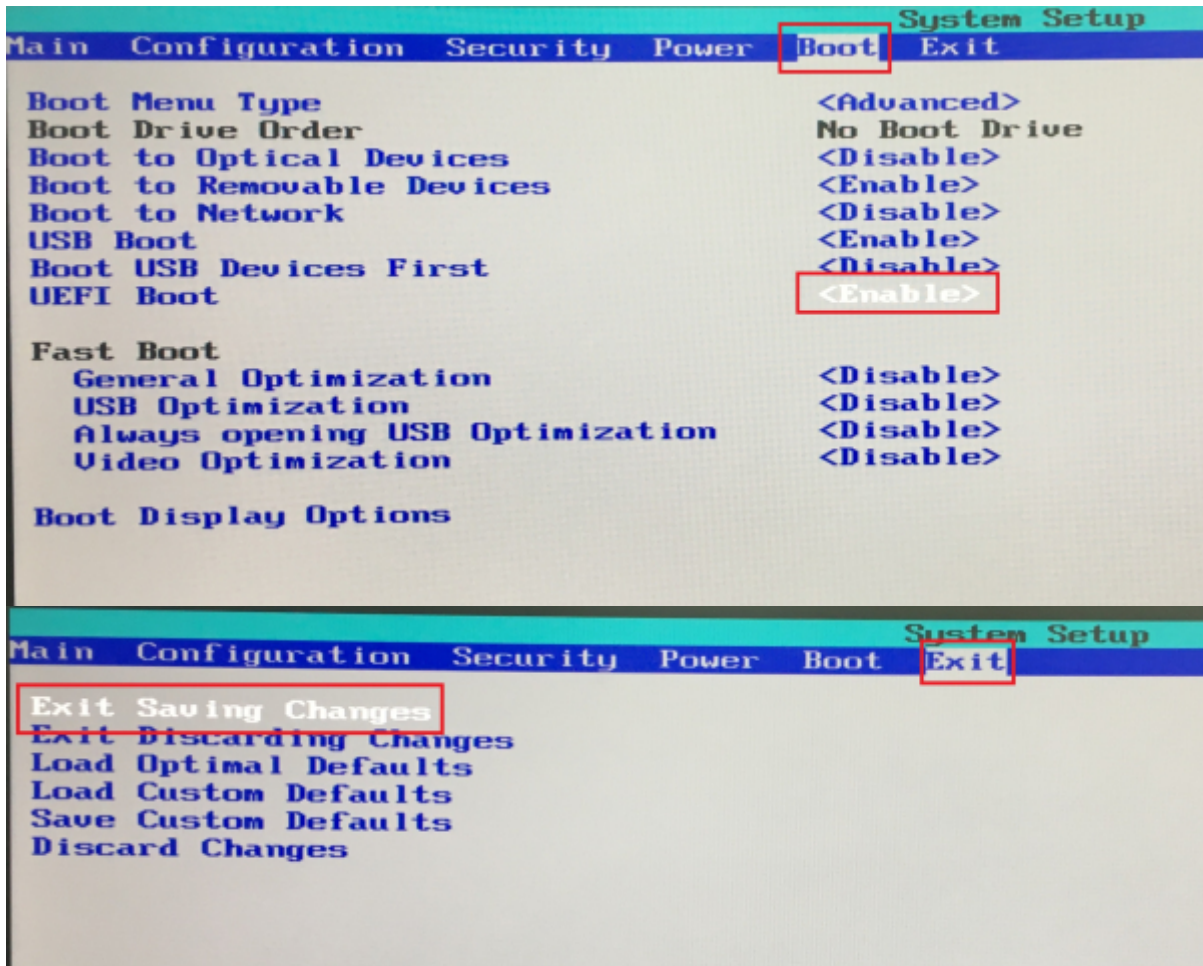 System Setup
Main Configuration Security Power Boot Exit
Boot Menu Type <Advanced>
Boot Drive Order No Boot Drive
Boot to Optical Devices <Disable>
Boot to Removable Devices <Enable>
Boot to Network <Disable>
USB Boot <Enable>
Boot USB Devices First <Disable>
UEFI Boot <Enable>
Fast Boot
General Optimization <Disable>
USB Optimization <Disable>
Always opening USB Optimization <Disable>
Video Optimization <Disable>
Boot Display Options
System Setup
Main Configuration Security Power Boot Exit
Exit Saving Changes
Exit Discarding Changes
Load Optimal Defaults
Load Custom Defaults
Save Custom Defaults
Discard Changes